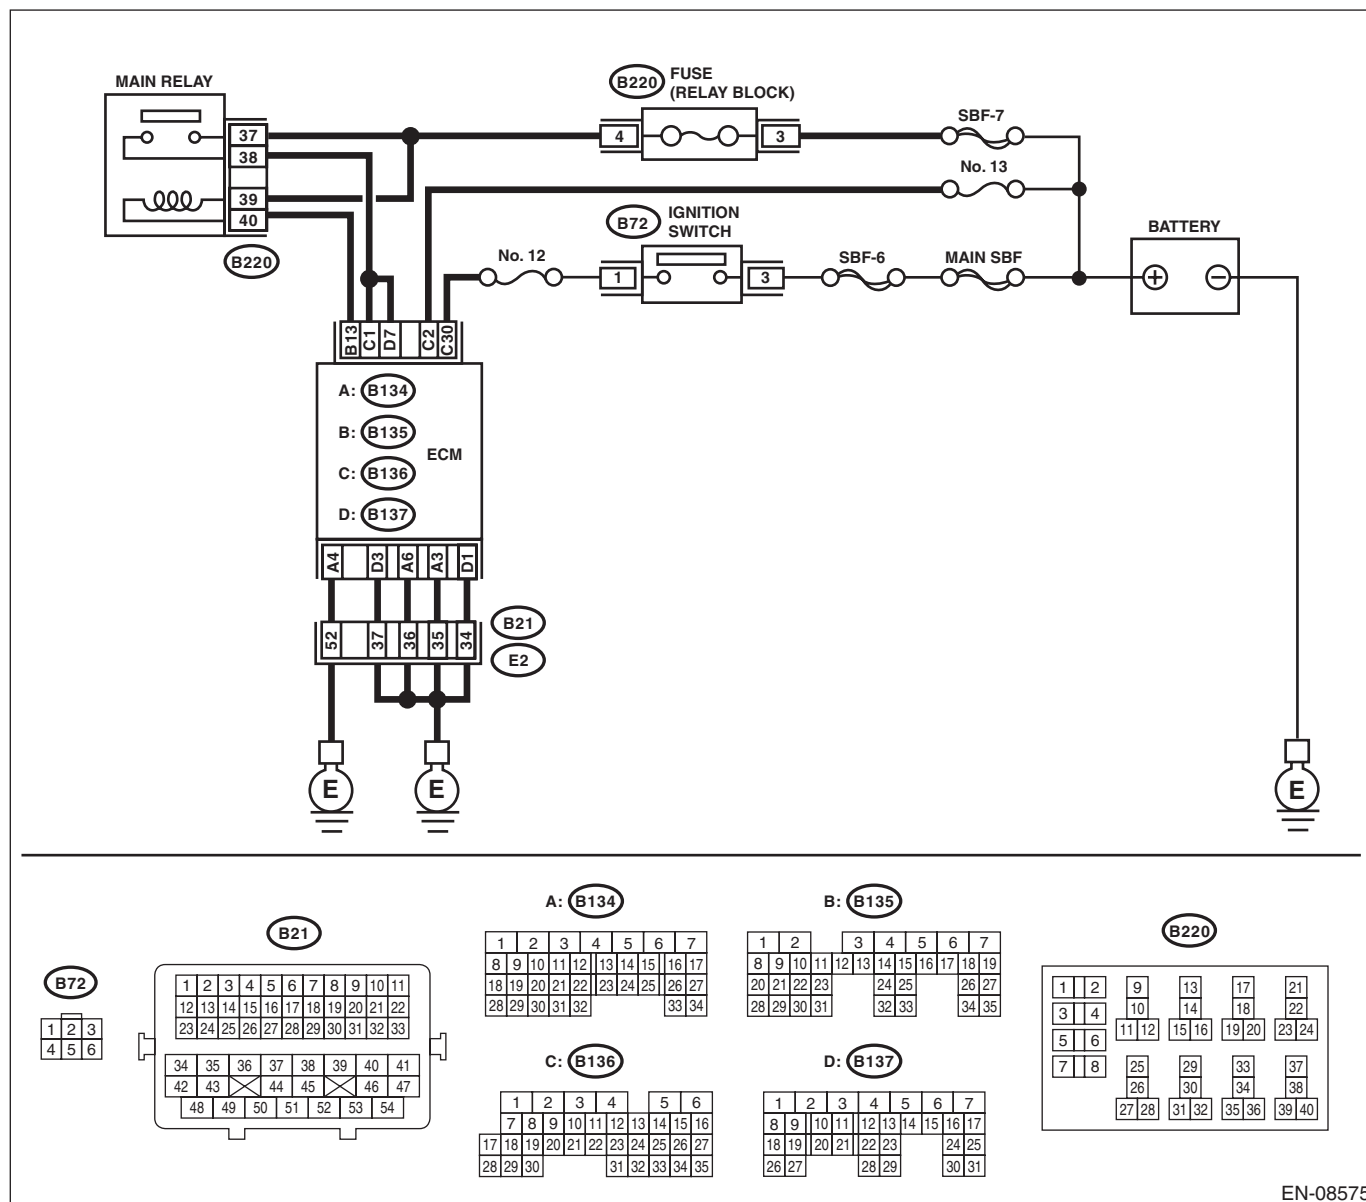 MAIN RELAY
B220
FUSE
(RELAY BLOCK)
SBF-7
37
4
3
38
No. 13
39
40
B72
IGNITION
SWITCH
BATTERY
B220
No. 12
SBF-6
MAIN SBF
1
3
+
−
B13
C1
D7
C2
C30
A: B134
B: B135
ECM
C: B136
D: B137
A4
D3
A6
A3
D1
52
37
36
35
34
B21
E2
E
E
E
B72
1 2 3
4 5 6
B21
1 2 3 4 5 6 7 8 9 10 11
12 13 14 15 16 17 18 19 20 21 22
23 24 25 26 27 28 29 30 31 32 33
34 35 36 37 38 39 40 41
42 43 44 45 46 47
48 49 50 51 52 53 54
A: B134
1 2 3 4 5 6 7
8 9 10 11 12 13 14 15 16 17
18 19 20 21 22 23 24 25 26 27
28 29 30 31 32 33 34
B: B135
1 2 3 4 5 6 7
8 9 10 11 12 13 14 15 16 17 18 19
20 21 22 23 24 25 26 27
28 29 30 31 32 33 34 35
C: B136
1 2 3 4 5 6
7 8 9 10 11 12 13 14 15 16
17 18 19 20 21 22 23 24 25 26 27
28 29 30 31 32 33 34 35
D: B137
1 2 3 4 5 6 7
8 9 10 11 12 13 14 15 16 17
18 19 20 21 22 23 24 25
26 27 28 29 30 31
B220
1 2 9 13 17 21
3 4 10 14 18 22
5 6 11 12 15 16 19 20 23 24
7 8 25 29 33 37
26 30 34 38
27 28 31 32 35 36 39 40
EN-08575